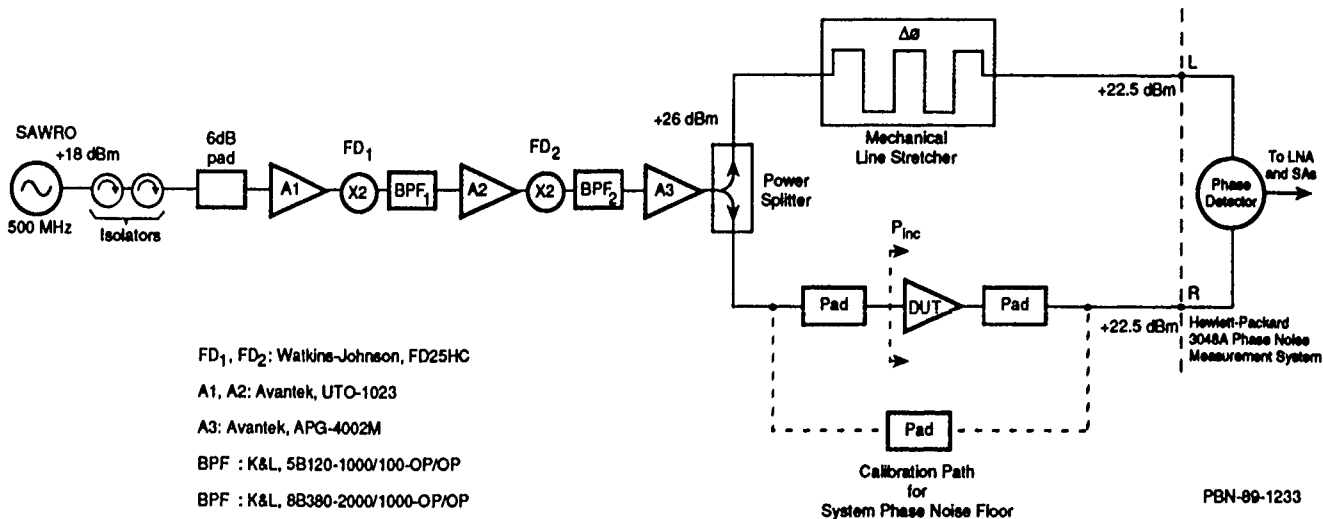 SAWRO
+18 dBm
500 MHz
Isolators
6dB
pad
A1
FD1
X2
BPF1
A2
FD2
X2
BPF2
A3
+26 dBm
Power
Splitter
Δø
Mechanical
Line Stretcher
+22.5 dBm
L
Phase
Detector
To LNA
and SAs
Pinc
Pad
DUT
Pad
+22.5 dBm
R
Hewlett-Packard
3048A Phase Noise
Measurement System
Pad
Calibration Path
for
System Phase Noise Floor
FD1, FD2: Watkins-Johnson, FD25HC
A1, A2: Avantek, UTO-1023
A3: Avantek, APG-4002M
BPF : K&L, 5B120-1000/100-OP/OP
BPF : K&L, 8B380-2000/1000-OP/OP
PBN-89-1233